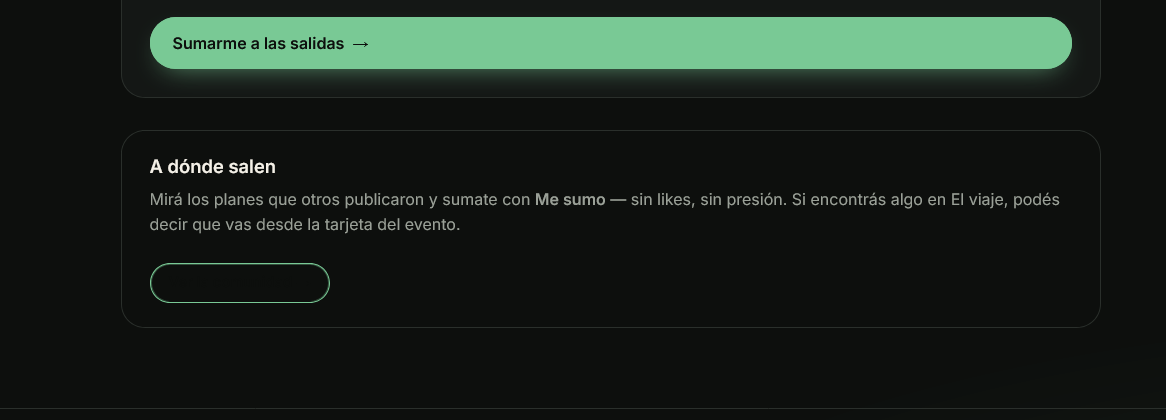 Sumarme a las salidas →
A dónde salen
Mirá los planes que otros publicaron y sumate con Me sumo — sin likes, sin presión. Si encontrás algo en El viaje, podés
decir que vas desde la tarjeta del evento.